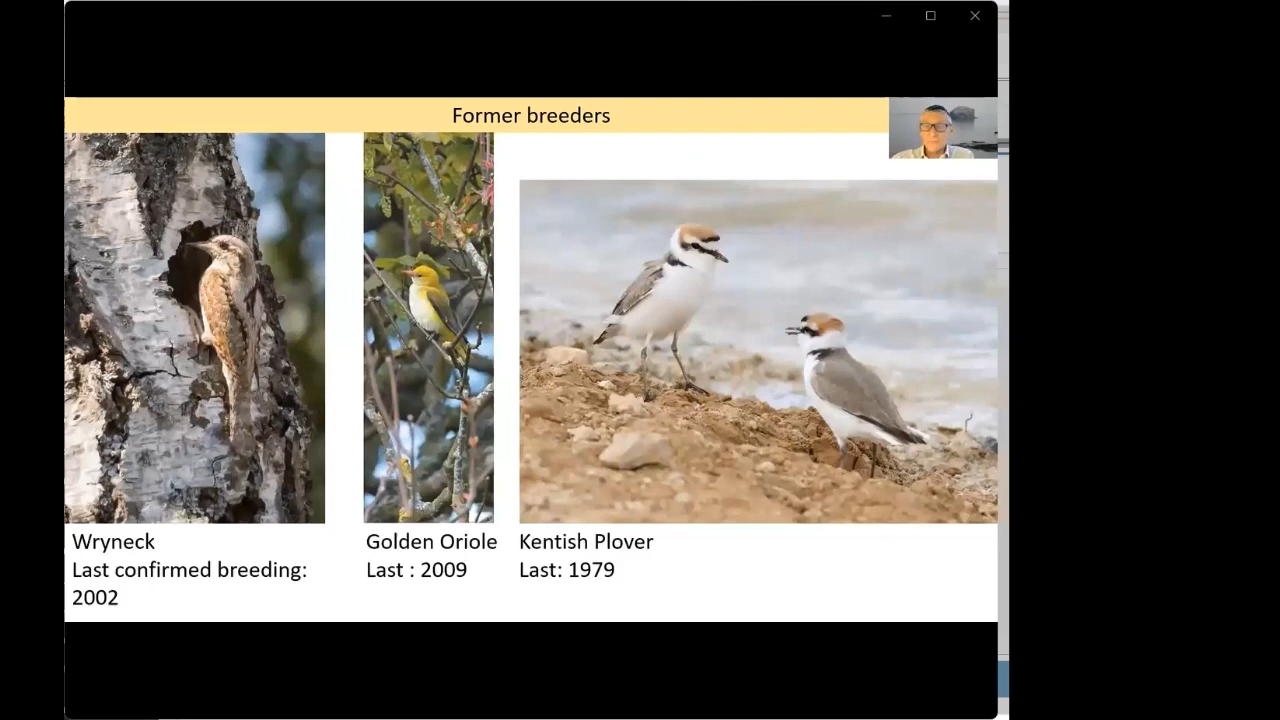 Former breeders
Wryneck
Last confirmed breeding:
2002
Golden Oriole
Last : 2009
Kentish Plover
Last: 1979